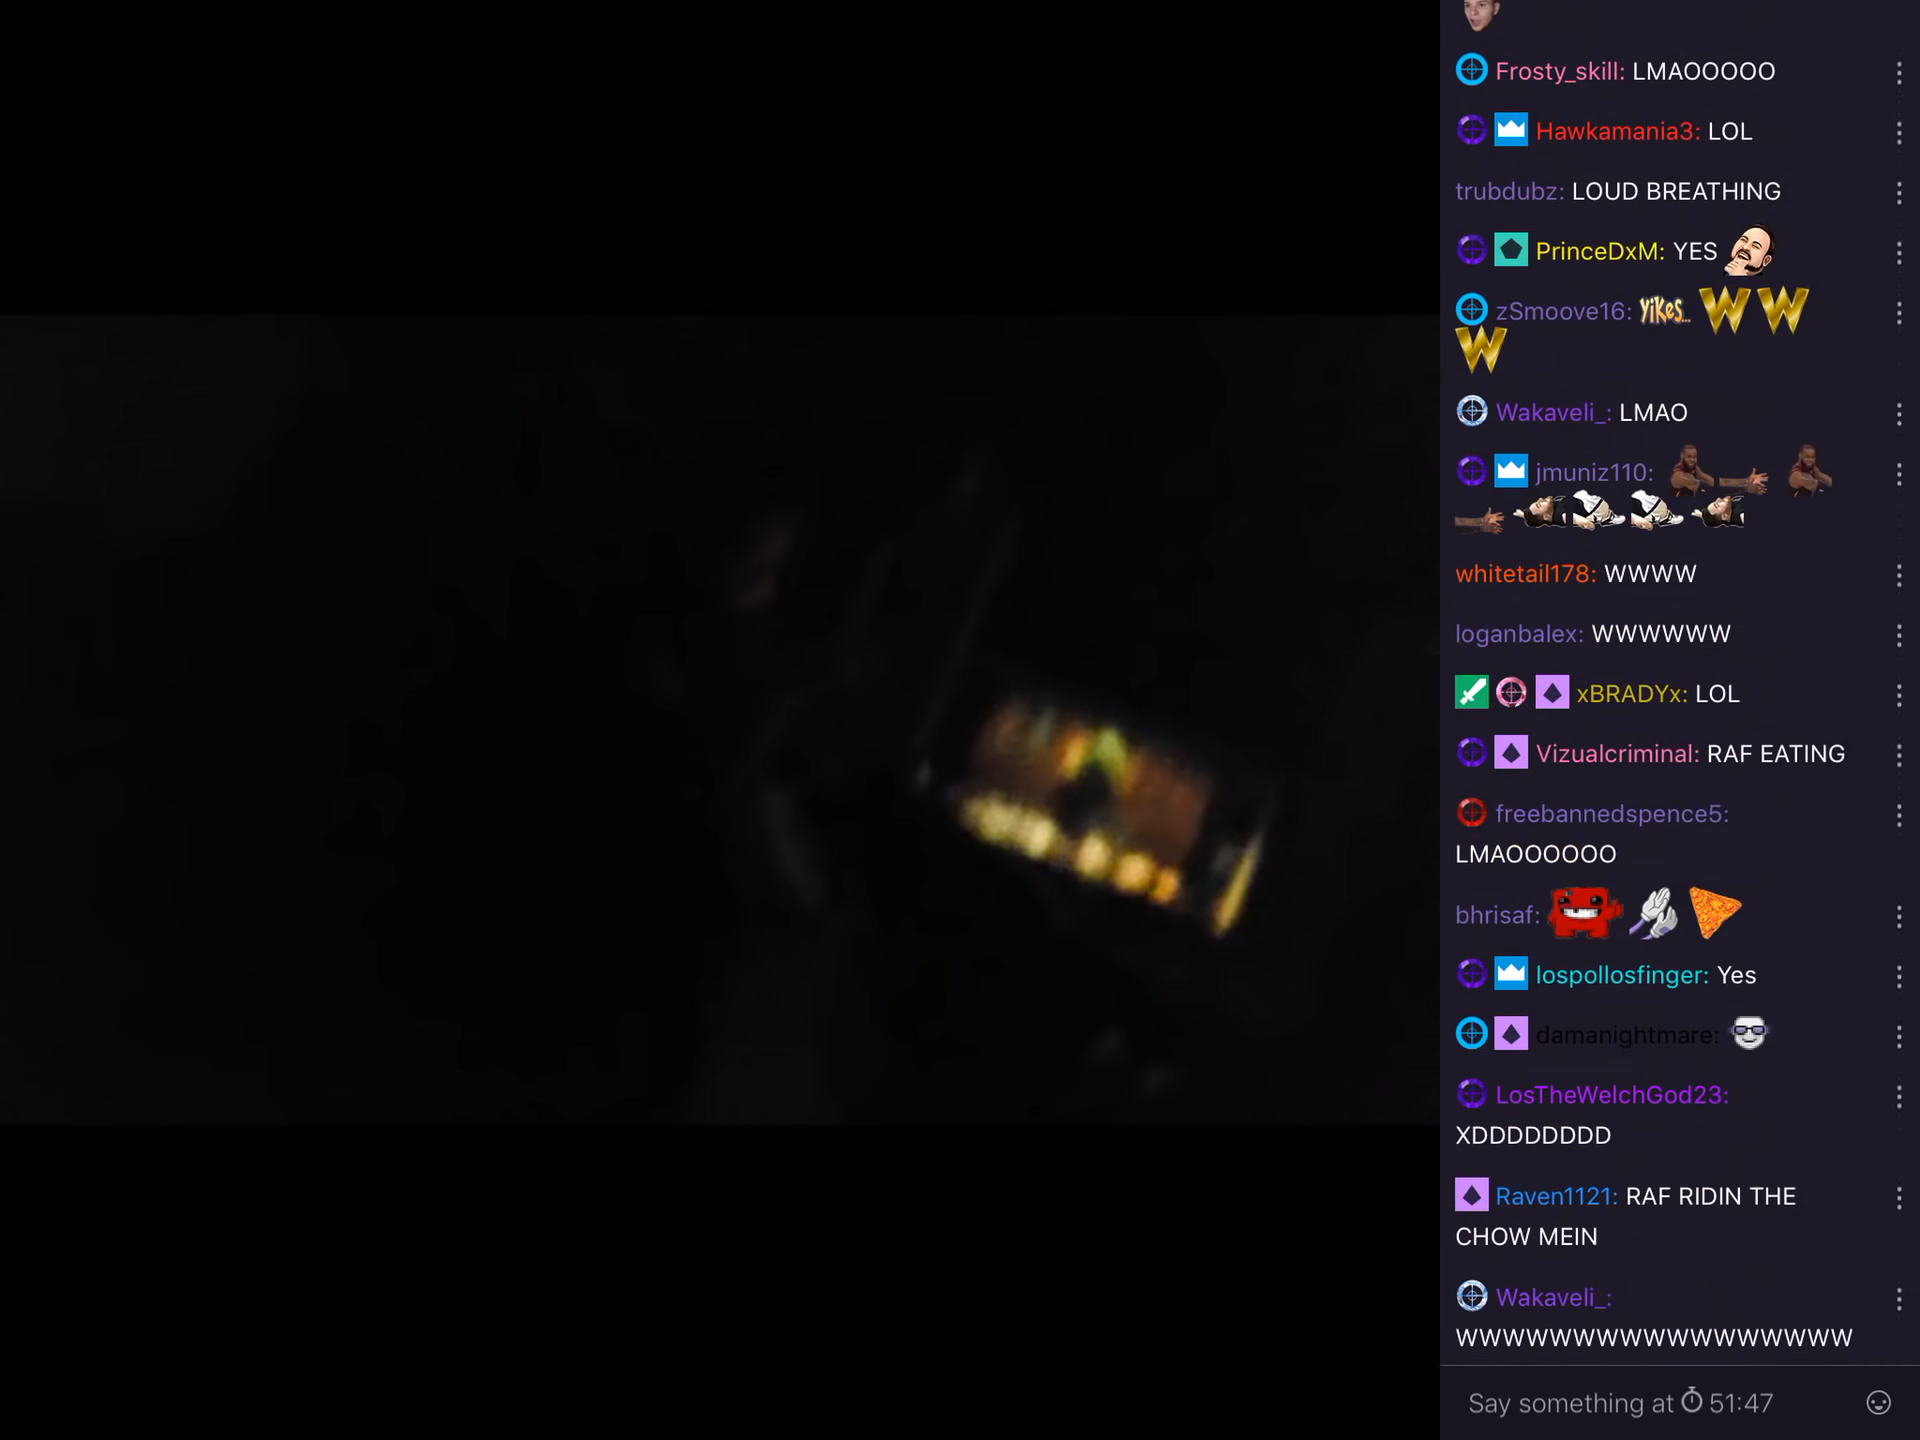 Frosty_skill: LMAOOOOO
Hawkamania3: LOL
trubdubz: LOUD BREATHING
PrinceDxM: YES
zSmoove16: YIKES... W W
W
Wakaveli_: LMAO
jmuniz110:
whitetail178: WWWW
loganbalex: WWWWWW
xBRADYx: LOL
Vizualcriminal: RAF EATING
freebannedspence5:
LMAOOOOOO
bhrisaf:
lospollosfinger: Yes
damanightmare:
LosTheWelchGod23:
XDDDDDDDD
Raven1121: RAF RIDIN THE
CHOW MEIN
Wakaveli_:
WWWWWWWWWWWWWWWWW
Say something at 51:47